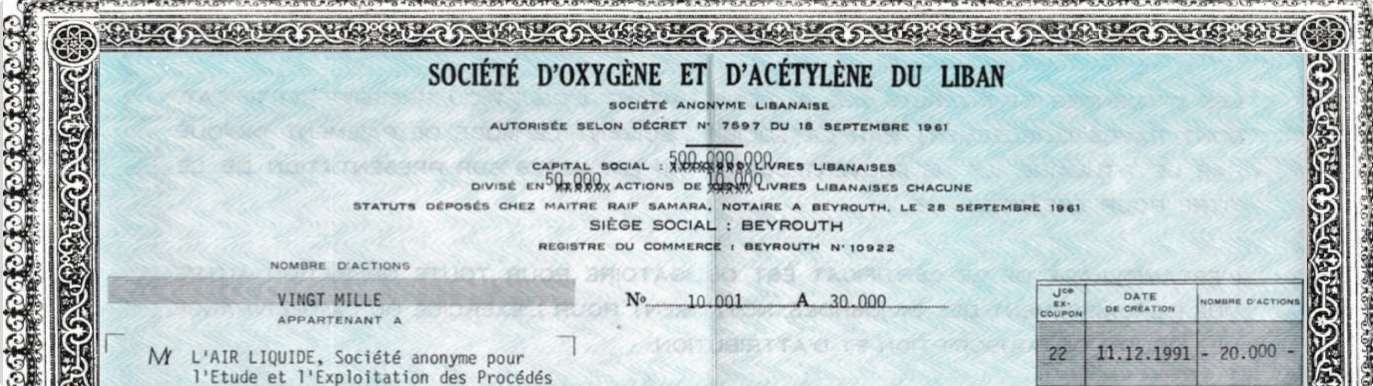 SOCIÉTÉ D'OXYGÈNE ET D'ACÉTYLÈNE DU LIBAN
SOCIÉTÉ ANONYME LIBANAISE
AUTORISÉE SELON DÉCRET N° 7597 DU 18 SEPTEMBRE 1961
500.000.000
CAPITAL SOCIAL : LIVRES LIBANAISES
50.000 10.000
DIVISÉ EN ACTIONS DE LIVRES LIBANAISES CHACUNE
STATUTS DÉPOSÉS CHEZ MAITRE RAIF SAMARA, NOTAIRE A BEYROUTH, LE 28 SEPTEMBRE 1961
SIÈGE SOCIAL : BEYROUTH
REGISTRE DU COMMERCE : BEYROUTH N° 10922
NOMBRE D'ACTIONS
VINGT MILLE
APPARTENANT A
N° 10.001 A 30.000
Jce EX-COUPON
DATE DE CRÉATION
NOMBRE D'ACTIONS
22 11.12.1991 - 20.000 -
M L'AIR LIQUIDE, Société anonyme pour
l'Etude et l'Exploitation des Procédés